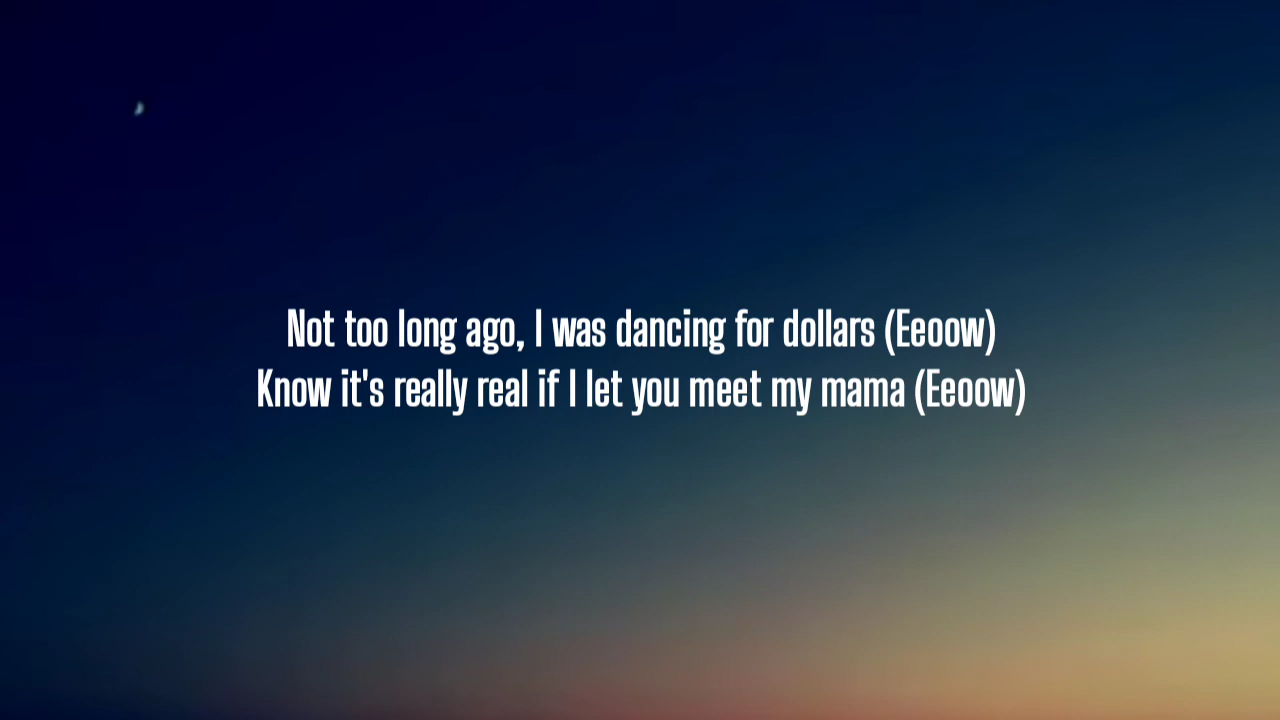 Not too long ago, I was dancing for dollars (Eeoow)
Know it's really real if I let you meet my mama (Eeoow)